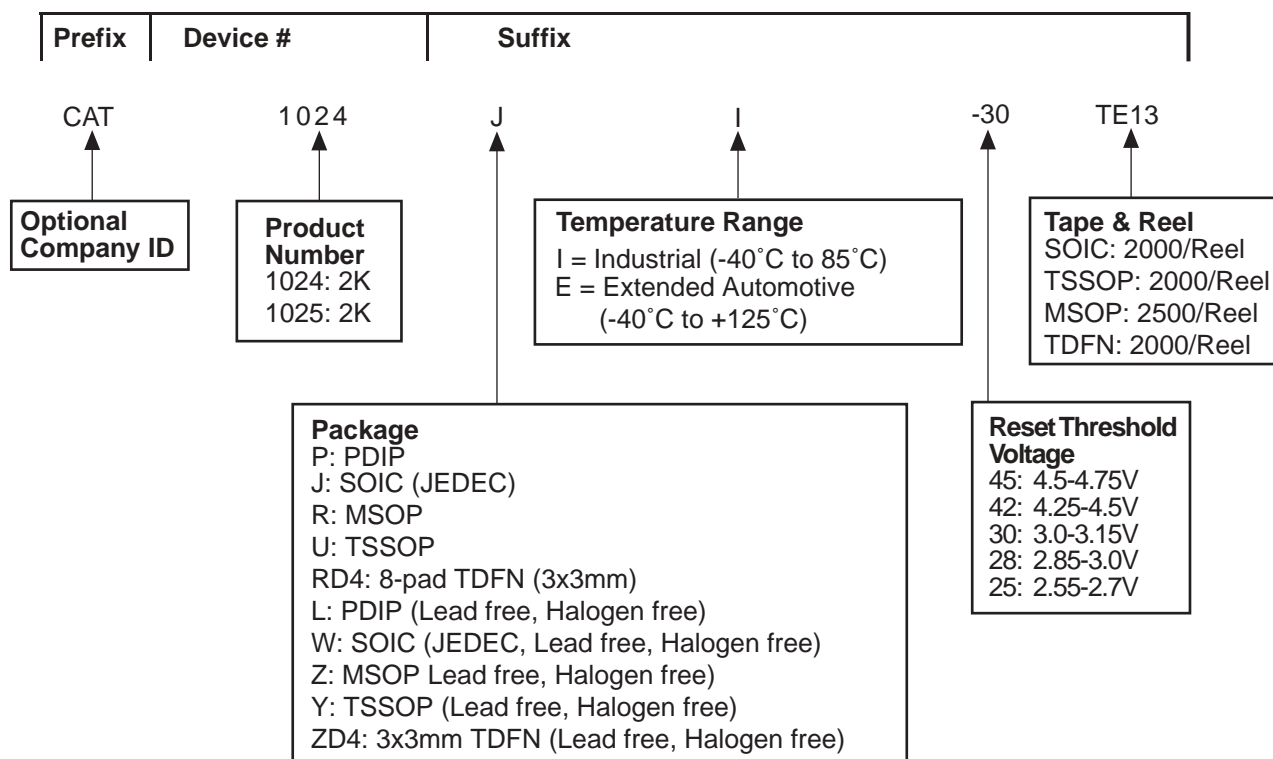 Prefix Device # Suffix
CAT 1024 J I -30 TE13
Optional
Company ID
Product
Number
1024: 2K
1025: 2K
Temperature Range
I = Industrial (-40˚C to 85˚C)
E = Extended Automotive
(-40˚C to +125˚C)
Tape & Reel
SOIC: 2000/Reel
TSSOP: 2000/Reel
MSOP: 2500/Reel
TDFN: 2000/Reel
Package
P: PDIP
J: SOIC (JEDEC)
R: MSOP
U: TSSOP
RD4: 8-pad TDFN (3x3mm)
L: PDIP (Lead free, Halogen free)
W: SOIC (JEDEC, Lead free, Halogen free)
Z: MSOP Lead free, Halogen free)
Y: TSSOP (Lead free, Halogen free)
ZD4: 3x3mm TDFN (Lead free, Halogen free)
Reset Threshold
Voltage
45: 4.5-4.75V
42: 4.25-4.5V
30: 3.0-3.15V
28: 2.85-3.0V
25: 2.55-2.7V